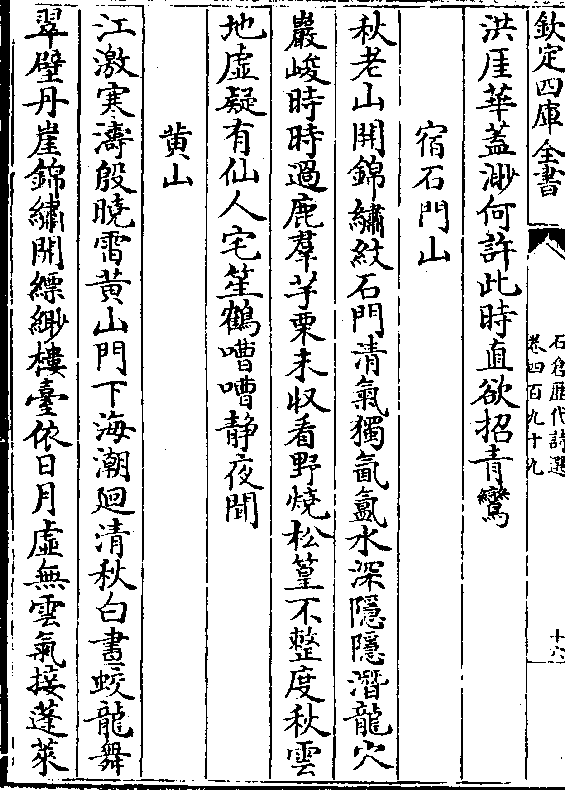 欽定四庫全書
石倉歷代詩選
卷四百九十九
十六
洪厓華蓋渺何許此時直欲招青鸞
宿石門山
秋老山開錦繡紋石門清氣獨氤氲水深隱隱潛龍穴
巖峻時時過鹿羣芋栗未収看野燒松篁不整度秋雲
地虛疑有仙人宅笙鶴嘈嘈静夜聞
黄山
江激寒濤殷曉雷黄山門下海潮廻清秋白晝蛟龍舞
翠壁丹崖錦繡開縹緲樓臺依日月虛無雲氣接蓬萊